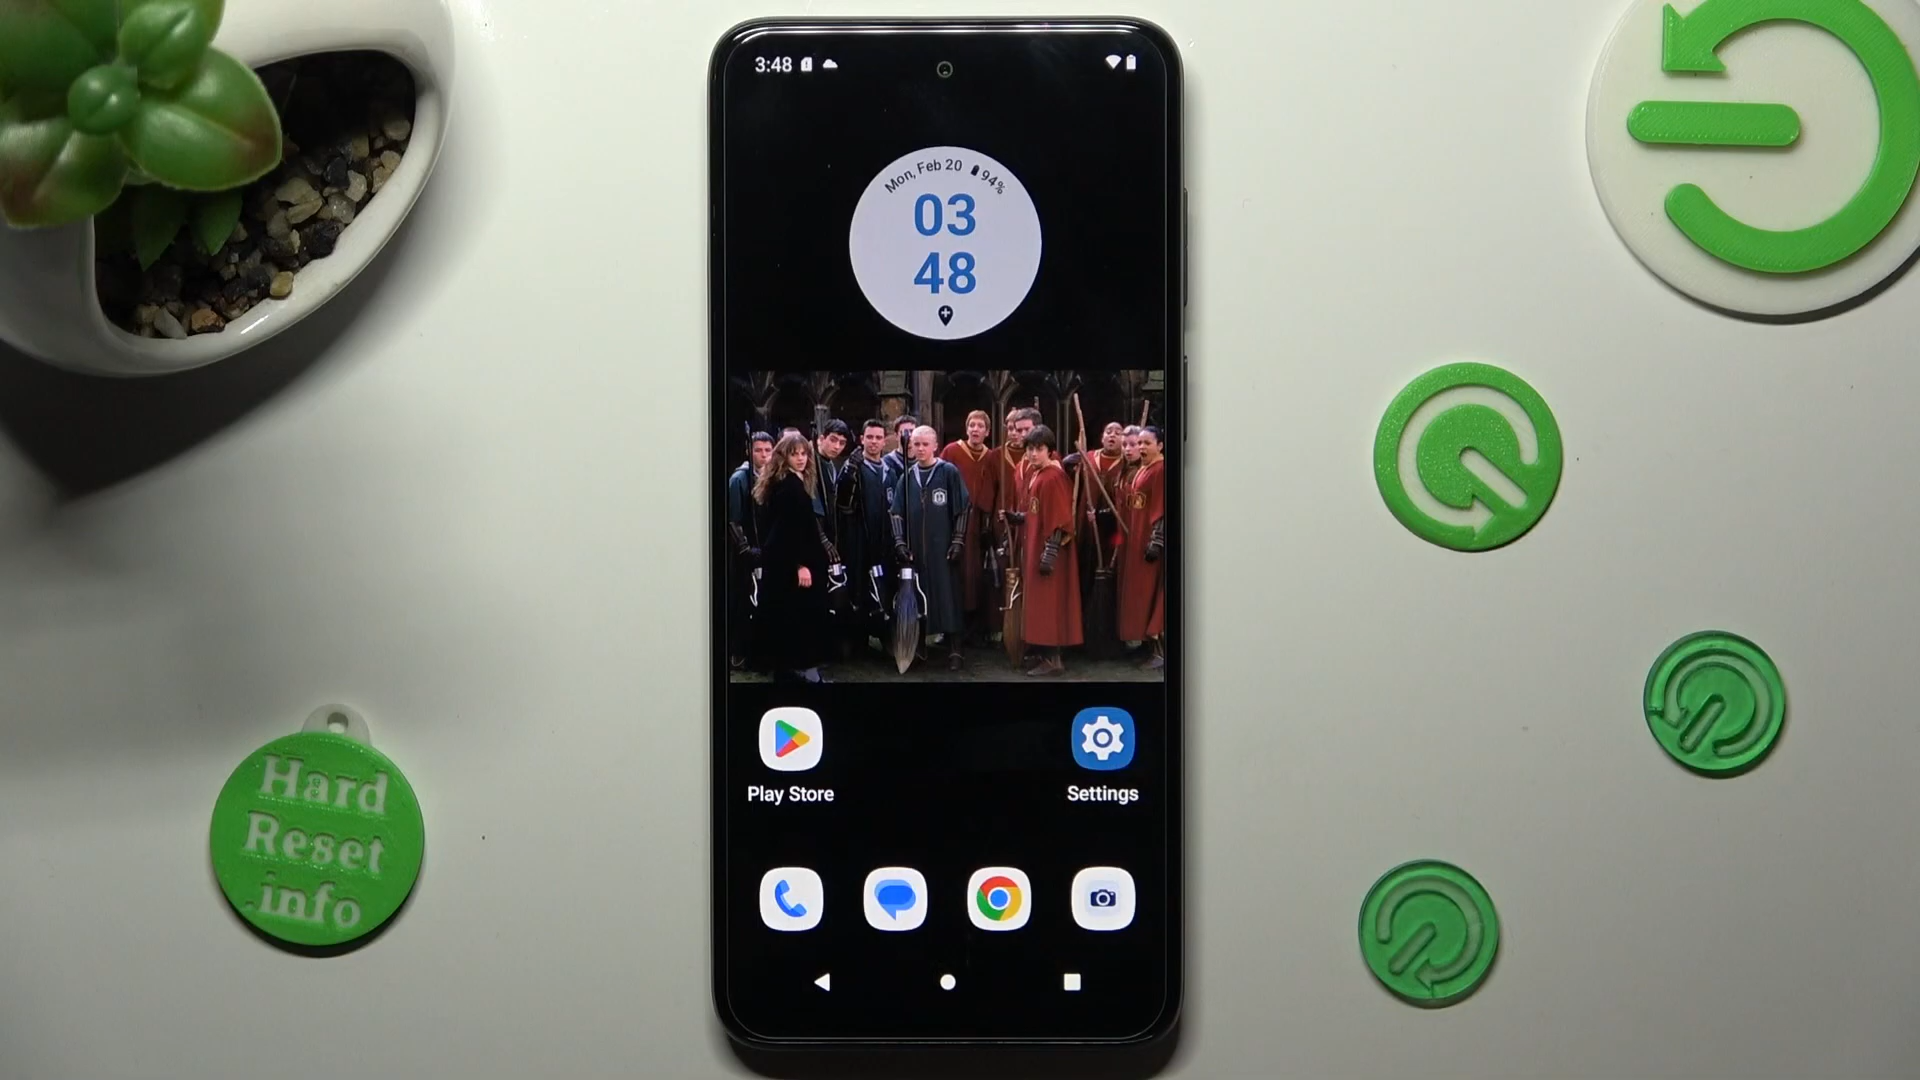 3:48
Mon, Feb 20 94%
03
48
Play Store
Settings
Hard
Reset
info